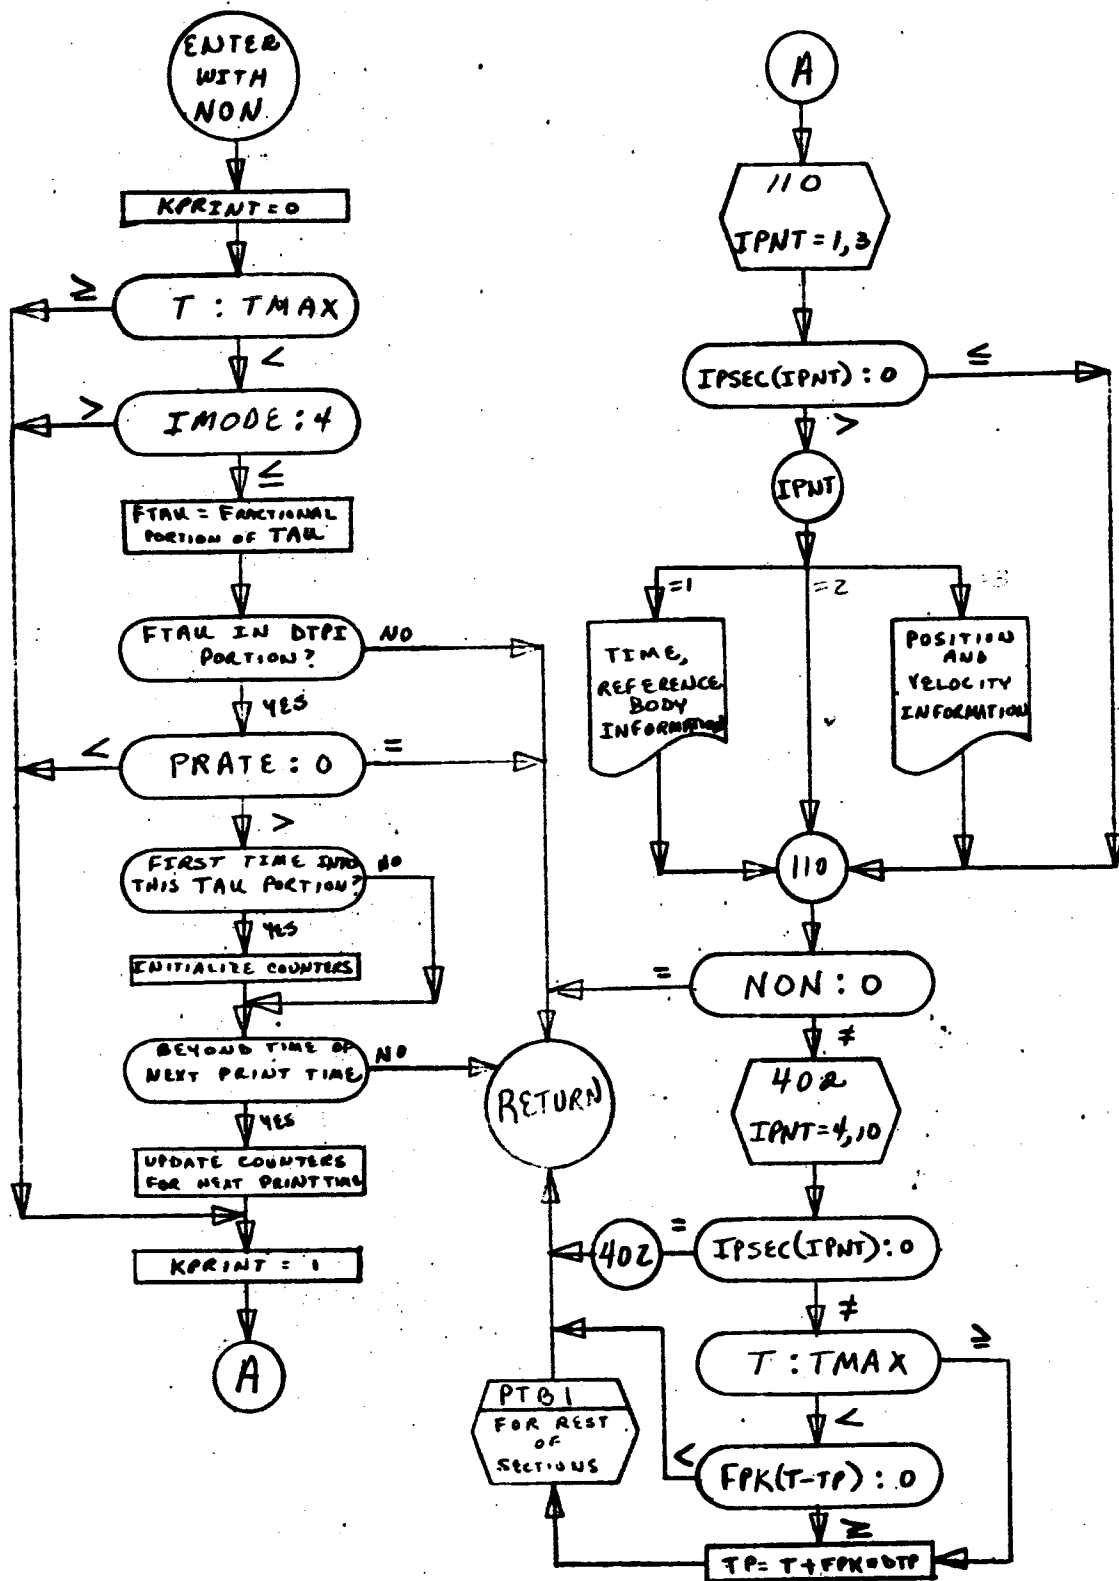 ENTER
WITH
NON
KPRINT = 0
≥
T : TMAX
<
>
IMODE : 4
≤
FTAU = FRACTIONAL
PORTION OF TAU
FTAU IN DTPI
PORTION?
NO
YES
<
PRATE : 0
=
>
FIRST TIME INTO
THIS TAU PORTION?
NO
YES
INITIALIZE COUNTERS
BEYOND TIME OF
NEXT PRINT TIME
NO
YES
UPDATE COUNTERS
FOR NEXT PRINT TIME
KPRINT = 1
A
A
110
IPNT = 1, 3
IPSEC(IPNT) : 0
≤
>
IPNT
=1
=2
=3
TIME,
REFERENCE
BODY
INFORMATION
POSITION
AND
VELOCITY
INFORMATION
110
=
NON : 0
≠
RETURN
402
IPNT = 4, 10
402
=
IPSEC(IPNT) : 0
≠
T : TMAX
≥
<
PTB1
FOR REST
OF
SECTIONS
<
FPK(T-TP) : 0
≥
TP = T + FPK * DTP